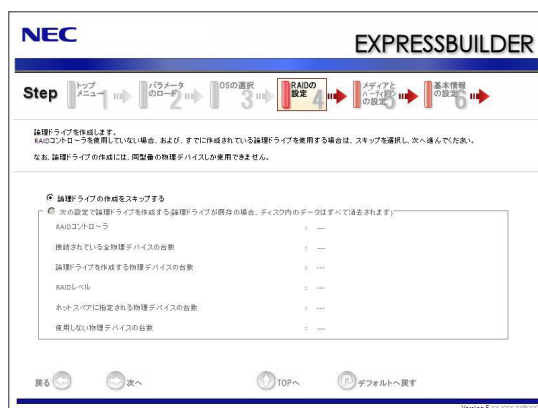 NEC
EXPRESSBUILDER
Step
トップメニュー 1
パラメータのロード 2
OSの選択 3
RAIDの設定 4
メディアとパーティションの設定 5
基本情報の設定 6
論理ドライブを作成します。
RAIDコントローラを使用していない場合、および、すでに作成されている論理ドライブを使用する場合は、スキップを選択し、次へ進んでください。
なお、論理ドライブの作成には、同型番の物理デバイスしか使用できません。
論理ドライブの作成をスキップする
次の設定で論理ドライブを作成する(論理ドライブが既存の場合、ディスク内のデータはすべて消去されます)
RAIDコントローラ : ---
接続されている全物理デバイスの台数 : ---
論理ドライブを作成する物理デバイスの台数 : ---
RAIDレベル : ---
ホットスペアに指定される物理デバイスの台数 : ---
使用しない物理デバイスの台数 : ---
戻る 次へ TOPへ デフォルトへ戻す